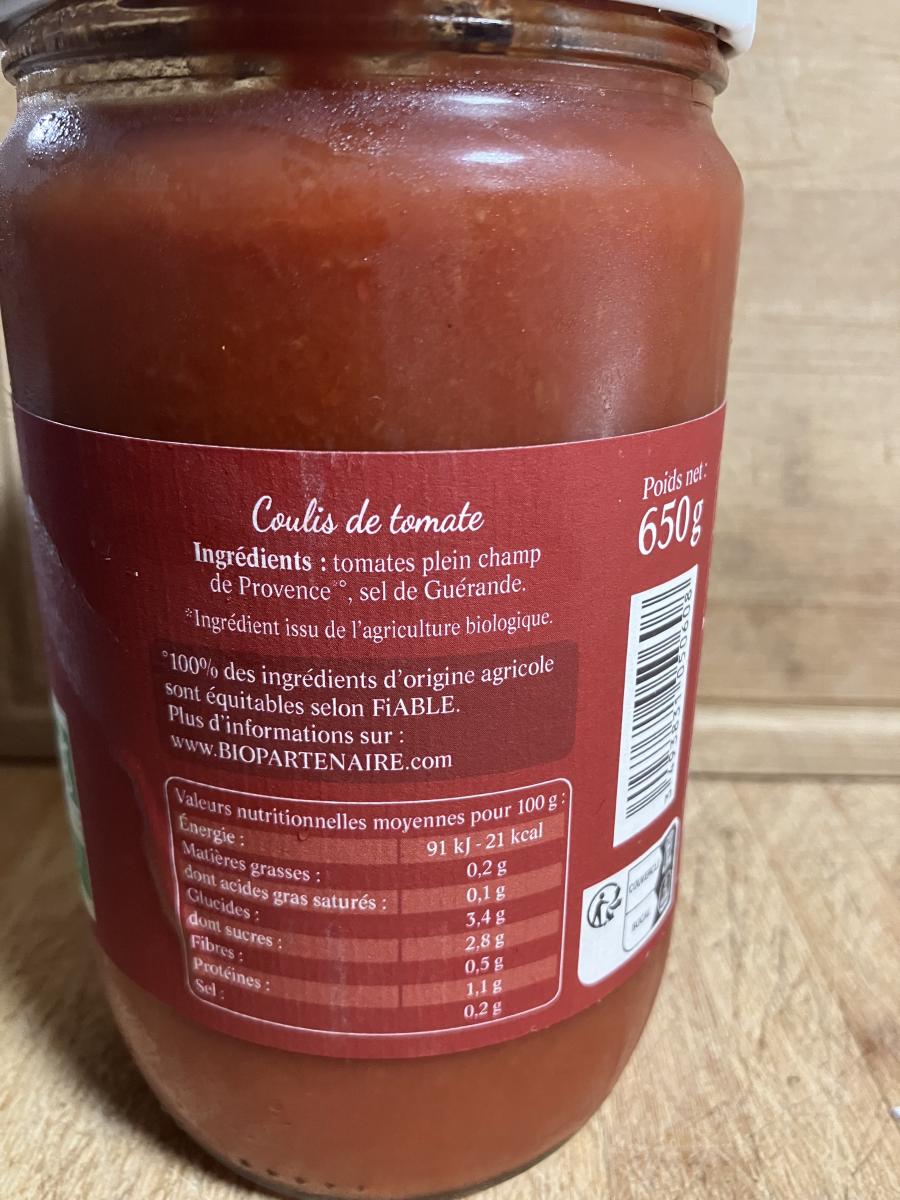 Coulis de tomate
Ingrédients : tomates plein champ
de Provence*°, sel de Guérande.
*Ingrédient issu de l'agriculture biologique.
°100% des ingrédients d'origine agricole
sont équitables selon FiABLE.
Plus d'informations sur :
www.BIOPARTENAIRE.com
Valeurs nutritionnelles moyennes pour 100 g :
Énergie : 91 kJ - 21 kcal
Matières grasses : 0,2 g
dont acides gras saturés : 0,1 g
Glucides : 3,4 g
dont sucres : 2,8 g
Fibres : 0,5 g
Protéines : 1,1 g
Sel : 0,2 g
Poids net :
650g